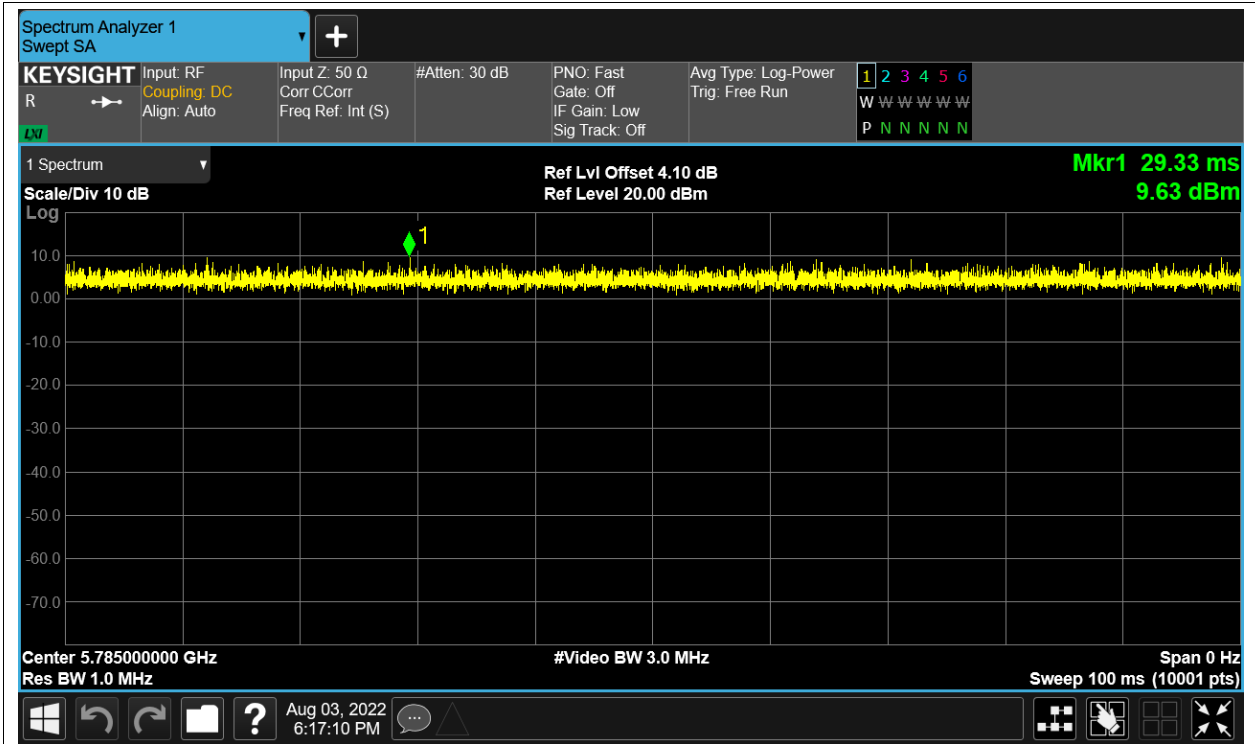 Spectrum Analyzer 1
Swept SA
KEYSIGHT
R
LXI
Input: RF
Coupling: DC
Align: Auto
Input Z: 50 Ω
Corr CCorr
Freq Ref: Int (S)
#Atten: 30 dB
PNO: Fast
Gate: Off
IF Gain: Low
Sig Track: Off
Avg Type: Log-Power
Trig: Free Run
1 2 3 4 5 6
W W W W W W
P N N N N N
1 Spectrum
Scale/Div 10 dB
Log
Ref Lvl Offset 4.10 dB
Ref Level 20.00 dBm
Mkr1 29.33 ms
9.63 dBm
1
10.0
0.00
-10.0
-20.0
-30.0
-40.0
-50.0
-60.0
-70.0
Center 5.785000000 GHz
Res BW 1.0 MHz
#Video BW 3.0 MHz
Span 0 Hz
Sweep 100 ms (10001 pts)
?
Aug 03, 2022
6:17:10 PM